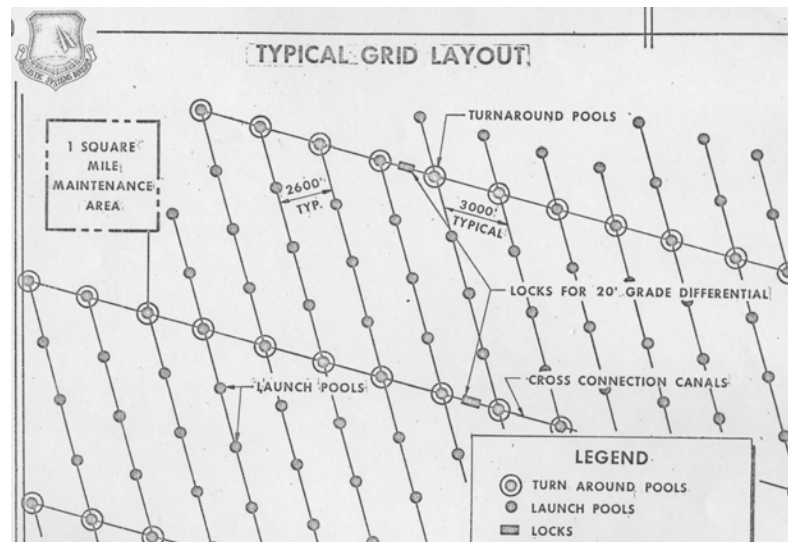 TYPICAL GRID LAYOUT
1 SQUARE
MILE
MAINTENANCE
AREA
TURNAROUND POOLS
2600'
TYP.
3000'
TYPICAL
LOCKS FOR 20' GRADE DIFFERENTIAL
LAUNCH POOLS
CROSS CONNECTION CANALS
LEGEND
TURN AROUND POOLS
LAUNCH POOLS
LOCKS